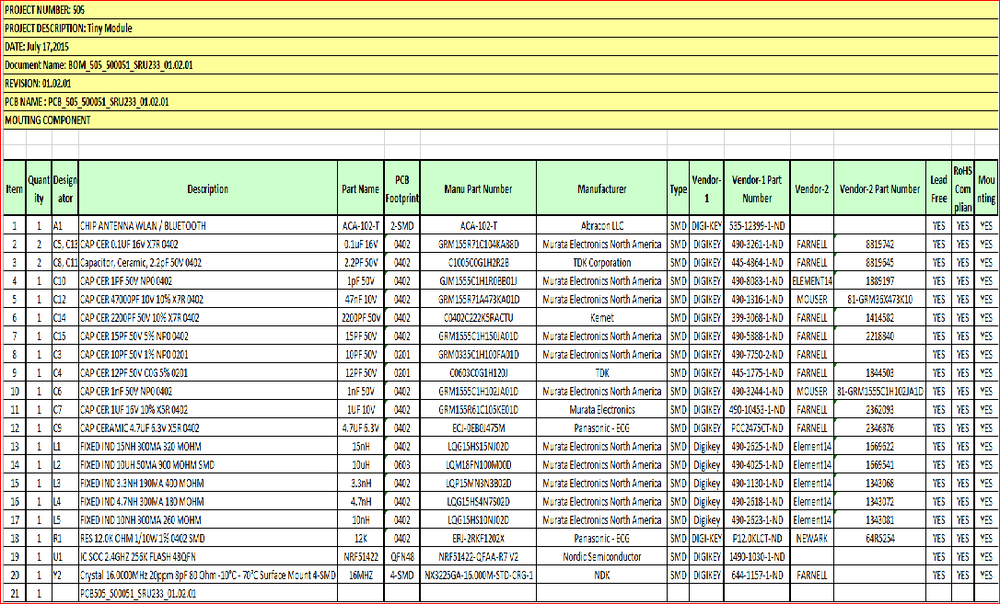 PROJECT NUMBER: 505
PROJECT DESCRIPTION: Tiny Module
DATE: July 17,2015
Document Name: BOM_505_500051_SRU233_01.02.01
REVISION: 01.02.01
PCB NAME : PCB_505_500051_SRU233_01.02.01
MOUTING COMPONENT
Item Quantity Designator Description Part Name PCB Footprint Manu Part Number Manufacturer Type Vendor-1 Vendor-1 Part Number Vendor-2 Vendor-2 Part Number Lead Free RoHS Complian Mounting
1 1 A1 CHIP ANTENNA WLAN / BLUETOOTH ACA-102-T 2-SMD ACA-102-T Abracon LLC SMD DIGI-KEY 535-12399-1-ND YES YES YES
2 2 C5, C13 CAP CER 0.1UF 16V X7R 0402 0.1uF 16V 0402 GRM155R71C104KA88D Murata Electronics North America SMD DIGIKEY 490-3261-1-ND FARNELL 8819742 YES YES YES
3 2 C8, C11 Capacitor, Ceramic, 2.2pF 50V 0402 2.2PF 50V 0402 C1005C0G1H2R2B TDK Corporation SMD DIGIKEY 445-4864-1-ND FARNELL 8819645 YES YES YES
4 1 C10 CAP CER 1PF 50V NP0 0402 1pF 50V 0402 GJM1555C1H1R0BB01J Murata Electronics North America SMD DIGIKEY 490-8083-1-ND ELEMENT14 1889197 YES YES YES
5 1 C12 CAP CER 47000PF 10V 10% X7R 0402 47nF 10V 0402 GRM155R71A473KA01D Murata Electronics North America SMD DIGIKEY 490-1316-1-ND MOUSER 81-GRM36X473K10 YES YES YES
6 1 C14 CAP CER 2200PF 50V 10% X7R 0402 2200PF 50V 0402 C0402C222K5RACTU Kemet SMD DIGIKEY 399-3068-1-ND FARNELL 1414582 YES YES YES
7 1 C15 CAP CER 15PF 50V 5% NP0 0402 15PF 50V 0402 GRM1555C1H150JA01D Murata Electronics North America SMD DIGIKEY 490-5888-1-ND FARNELL 2218840 YES YES YES
8 1 C3 CAP CER 10PF 50V 1% NP0 0201 10PF 50V 0201 GRM0335C1H100FA01D Murata Electronics North America SMD DIGIKEY 490-7750-2-ND FARNELL YES YES YES
9 1 C4 CAP CER 12PF 50V C0G 5% 0201 12PF 50V 0201 C0603C0G1H120J TDK SMD DIGIKEY 445-1775-1-ND FARNELL 1844503 YES YES YES
10 1 C6 CAP CER 1nF 50V NP0 0402 1nF 50V 0402 GRM1555C1H102JA01D Murata Electronics North America SMD DIGIKEY 490-3244-1-ND MOUSER 81-GRM1555C1H102JA1D YES YES YES
11 1 C7 CAP CER 1UF 16V 10% X5R 0402 1UF 10V 0402 GRM155R61C105KE01D Murata Electronics SMD DIGIKEY 490-10453-1-ND FARNELL 2362093 YES YES YES
12 1 C9 CAP CERAMIC 4.7UF 6.3V X5R 0402 4.7UF 6.3V 0402 ECJ-0EB0J475M Panasonic - ECG SMD DIGIKEY PCC2475CT-ND FARNELL 2346876 YES YES YES
13 1 L1 FIXED IND 15NH 300MA 320 MOHM 15nH 0402 LQG15HS15NJ02D Murata Electronics North America SMD Digikey 490-2625-1-ND Element14 1669622 YES YES YES
14 1 L2 FIXED IND 10UH 50MA 900 MOHM SMD 10uH 0603 LQM18FN100M00D Murata Electronics North America SMD Digikey 490-4025-1-ND Element14 1669541 YES YES YES
15 1 L3 FIXED IND 3.3NH 190MA 400 MOHM 3.3nH 0402 LQP15MN3N3B02D Murata Electronics North America SMD Digikey 490-1130-1-ND Element14 1343068 YES YES YES
16 1 L4 FIXED IND 4.7NH 300MA 180 MOHM 4.7nH 0402 LQG15HS4N7S02D Murata Electronics North America SMD Digikey 490-2618-1-ND Element14 1343072 YES YES YES
17 1 L5 FIXED IND 10NH 300MA 260 MOHM 10nH 0402 LQG15HS10NJ02D Murata Electronics North America SMD Digikey 490-2623-1-ND Element14 1343081 YES YES YES
18 1 R1 RES 12.0K OHM 1/10W 1% 0402 SMD 12K 0402 ERJ-2RKF1202X Panasonic - ECG SMD DIGI-KEY P12.0KLCT-ND NEWARK 64R5254 YES YES YES
19 1 U1 IC SOC 2.4GHZ 256K FLASH 48QFN NRF51422 QFN48 NRF51422-QFAA-R7 V2 Nordic Semiconductor SMD DIGIKEY 1490-1030-1-ND YES YES YES
20 1 Y2 Crystal 16.0000MHz 20ppm 8pF 80 Ohm -10°C - 70°C Surface Mount 4-SMD 16MHZ 4-SMD NX3225GA-16.000M-STD-CRG-1 NDK SMD DIGIKEY 644-1157-1-ND FARNELL YES YES YES
21 1 PCB505_500051_SRU233_01.02.01